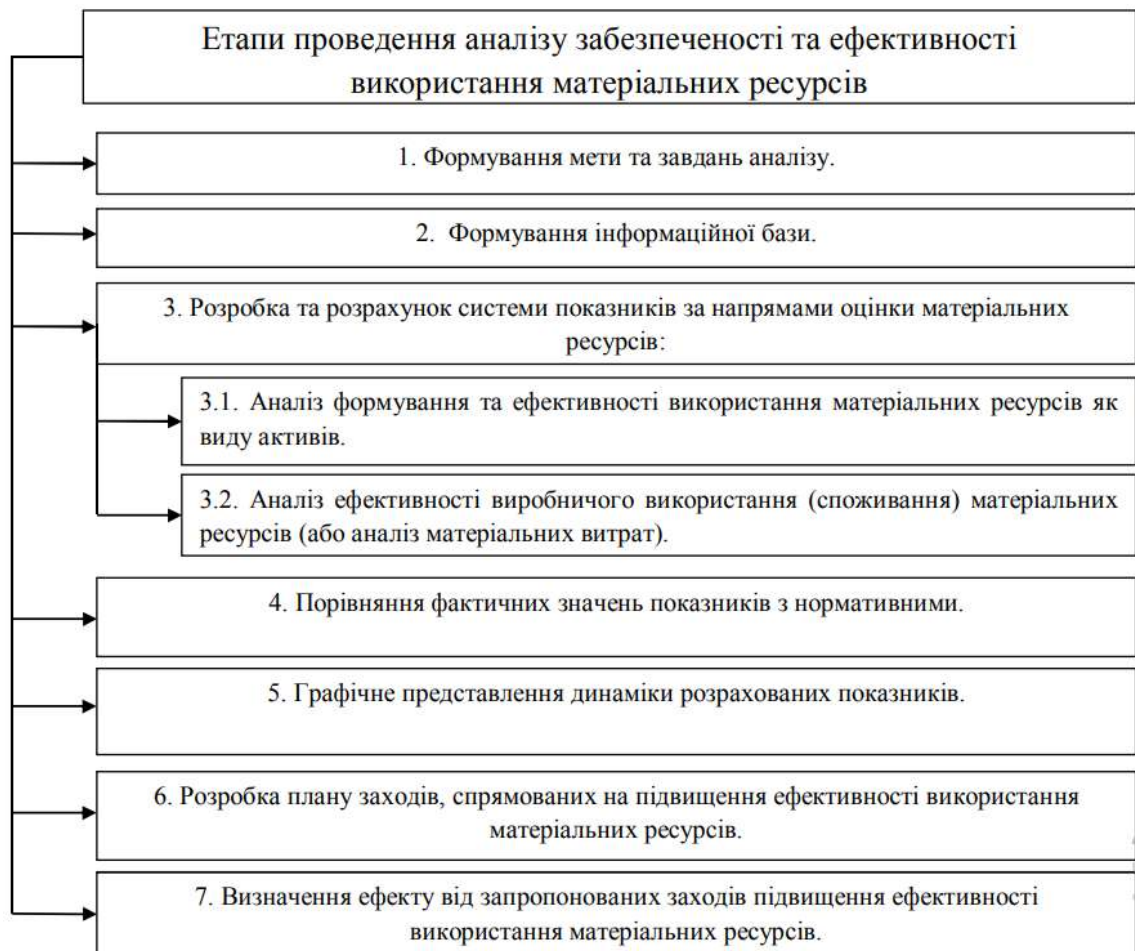 Етапи проведення аналізу забезпеченості та ефективності
використання матеріальних ресурсів
1. Формування мети та завдань аналізу.
2. Формування інформаційної бази.
3. Розробка та розрахунок системи показників за напрямами оцінки матеріальних
ресурсів:
3.1. Аналіз формування та ефективності використання матеріальних ресурсів як
виду активів.
3.2. Аналіз ефективності виробничого використання (споживання) матеріальних
ресурсів (або аналіз матеріальних витрат).
4. Порівняння фактичних значень показників з нормативними.
5. Графічне представлення динаміки розрахованих показників.
6. Розробка плану заходів, спрямованих на підвищення ефективності використання
матеріальних ресурсів.
7. Визначення ефекту від запропонованих заходів підвищення ефективності
використання матеріальних ресурсів.